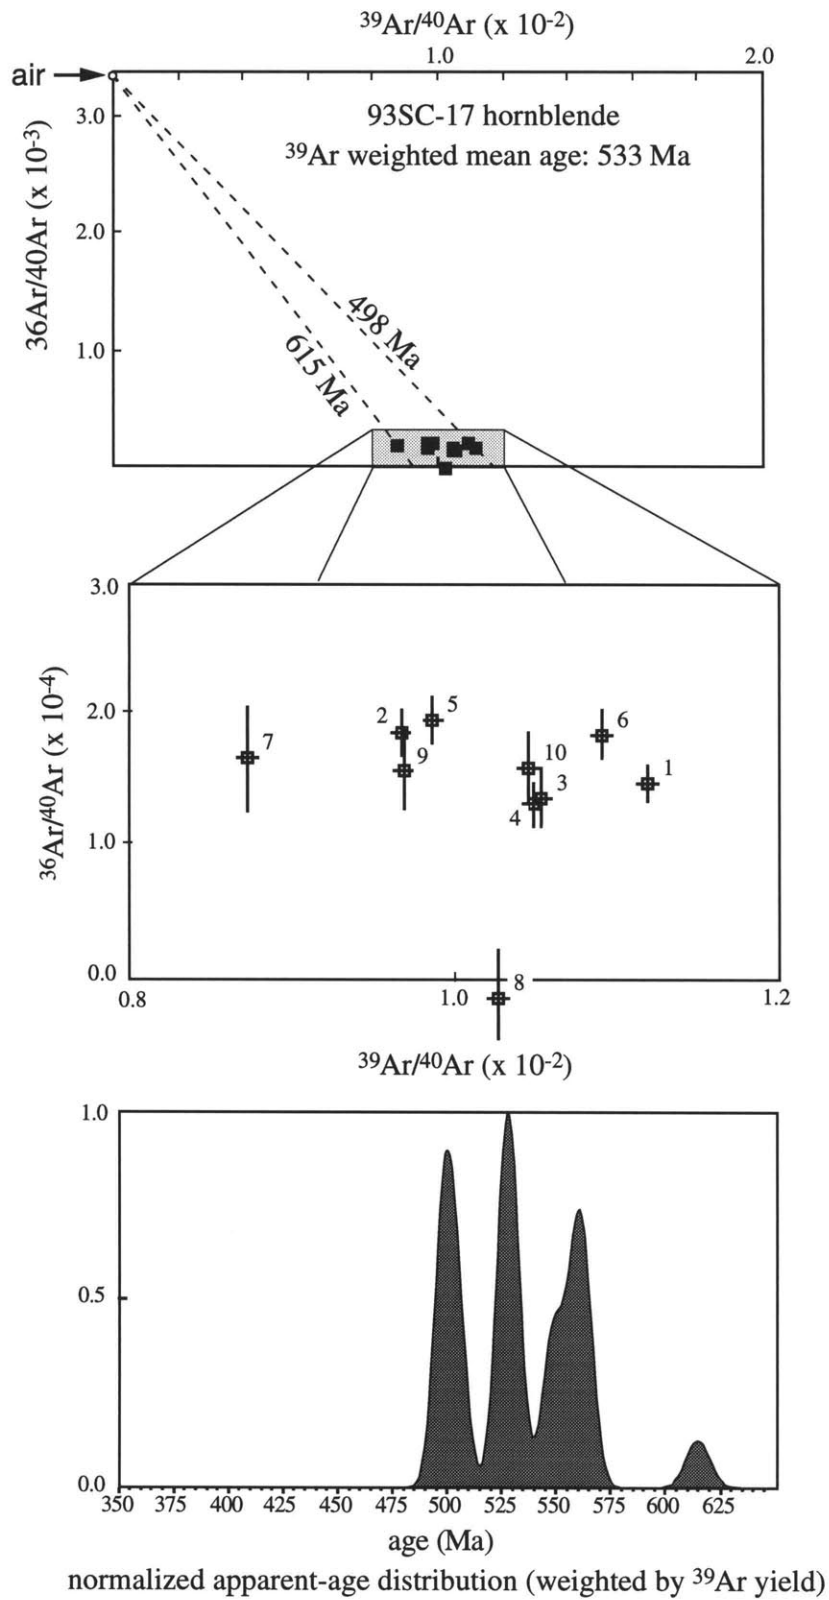 ³⁹Ar/⁴⁰Ar (x 10⁻²)
1.0 2.0
air
93SC-17 hornblende
³⁹Ar weighted mean age: 533 Ma
36Ar/40Ar (x 10⁻³)
3.0
2.0
1.0
498 Ma
615 Ma
³⁶Ar/⁴⁰Ar (x 10⁻⁴)
3.0
2.0
1.0
0.0
7
2
5
9
10
6
3
1
4
8
0.8 1.0 1.2
³⁹Ar/⁴⁰Ar (x 10⁻²)
1.0
0.5
0.0
350 375 400 425 450 475 500 525 550 575 600 625
age (Ma)
normalized apparent-age distribution (weighted by ³⁹Ar yield)